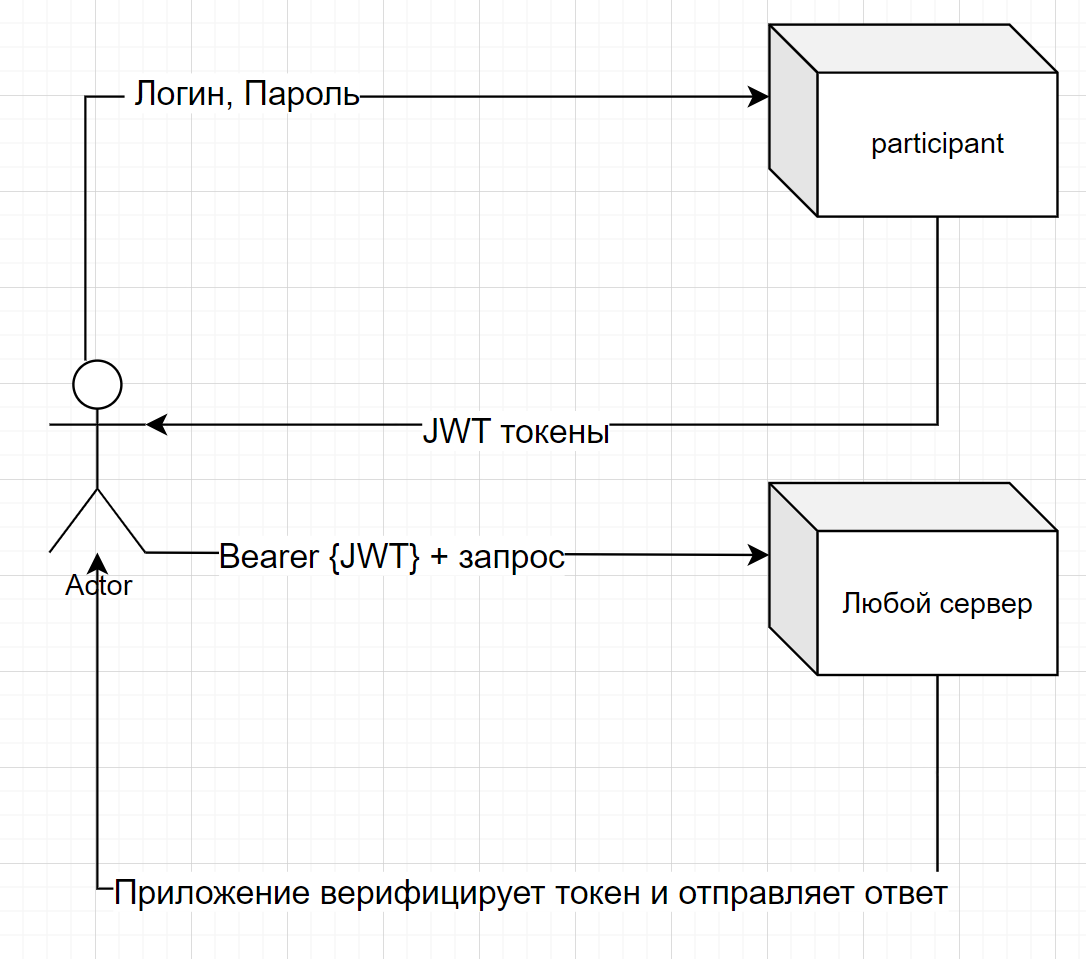 Логин, Пароль
participant
JWT токены
Bearer {JWT} + запрос
Actor
Любой сервер
Приложение верифицирует токен и отправляет ответ